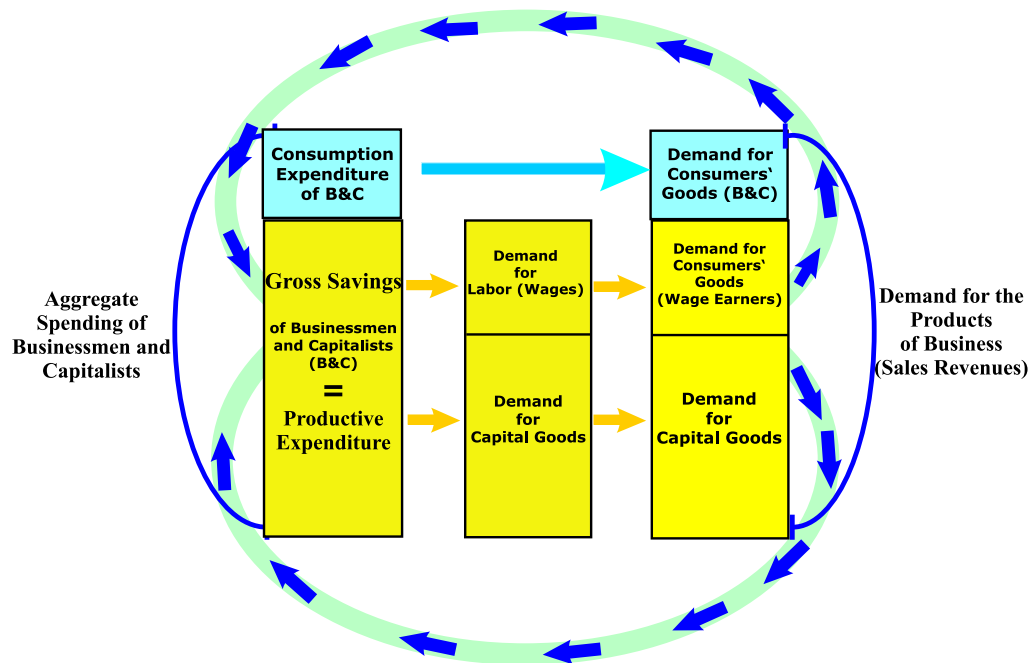 Consumption
Expenditure
of B&C
Demand for
Consumers'
Goods (B&C)
Gross Savings
of Businessmen
and Capitalists
(B&C)
=
Productive
Expenditure
Demand
for
Labor (Wages)
Demand for
Consumers'
Goods
(Wage Earners)
Demand
for
Capital Goods
Demand
for
Capital Goods
Aggregate
Spending of
Businessmen and
Capitalists
Demand for the
Products
of Business
(Sales Revenues)